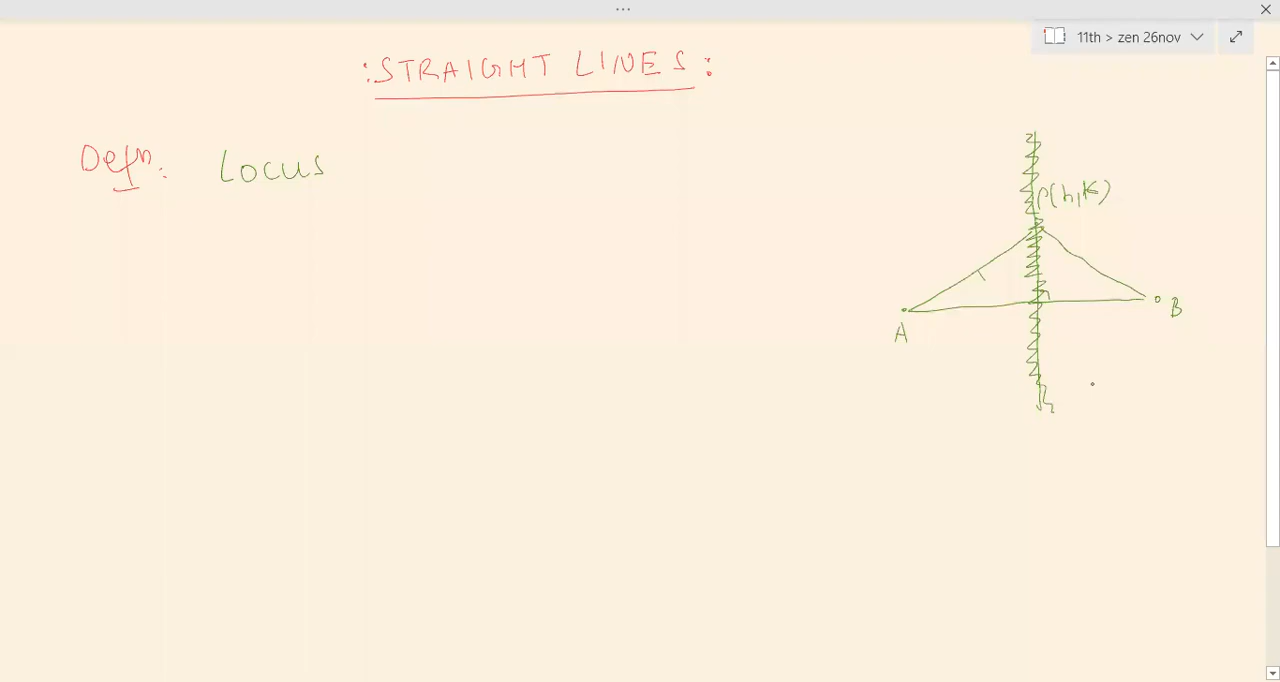 11th > zen 26nov
: STRAIGHT LINES :
Defn: Locus
P(h,k)
A
B